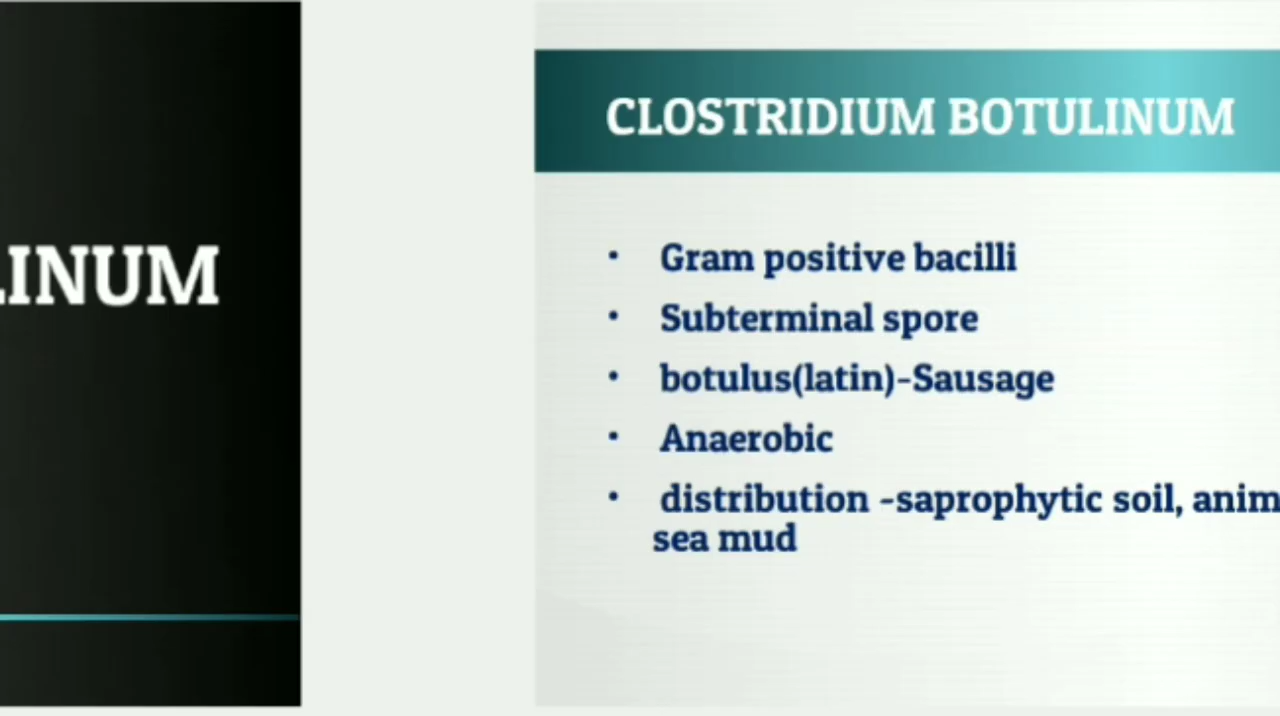 LINUM
CLOSTRIDIUM BOTULINUM
• Gram positive bacilli
• Subterminal spore
• botulus(latin)-Sausage
• Anaerobic
• distribution -saprophytic soil, anim
sea mud